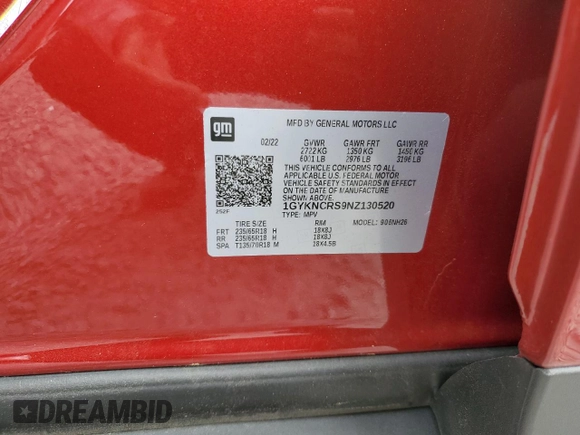 gm
MFD BY GENERAL MOTORS LLC
02/22 GVWR GAWR FRT GAWR RR
2722 KG 1350 KG 1450 KG
6001 LB 2976 LB 3196 LB
THIS VEHICLE CONFORMS TO ALL
APPLICABLE U.S. FEDERAL MOTOR
VEHICLE SAFETY STANDARDS IN EFFECT
ON THE DATE OF MANUFACTURE
SHOWN ABOVE.
1GYKNCRS9NZ130520
TYPE: MPV
TIRE SIZE RIM MODEL:
FRT 235/65R18 H 18X8J
RR 235/65R18 H 18X8J
SPA T135/70R18 M 18X4.5B
DREAMBID